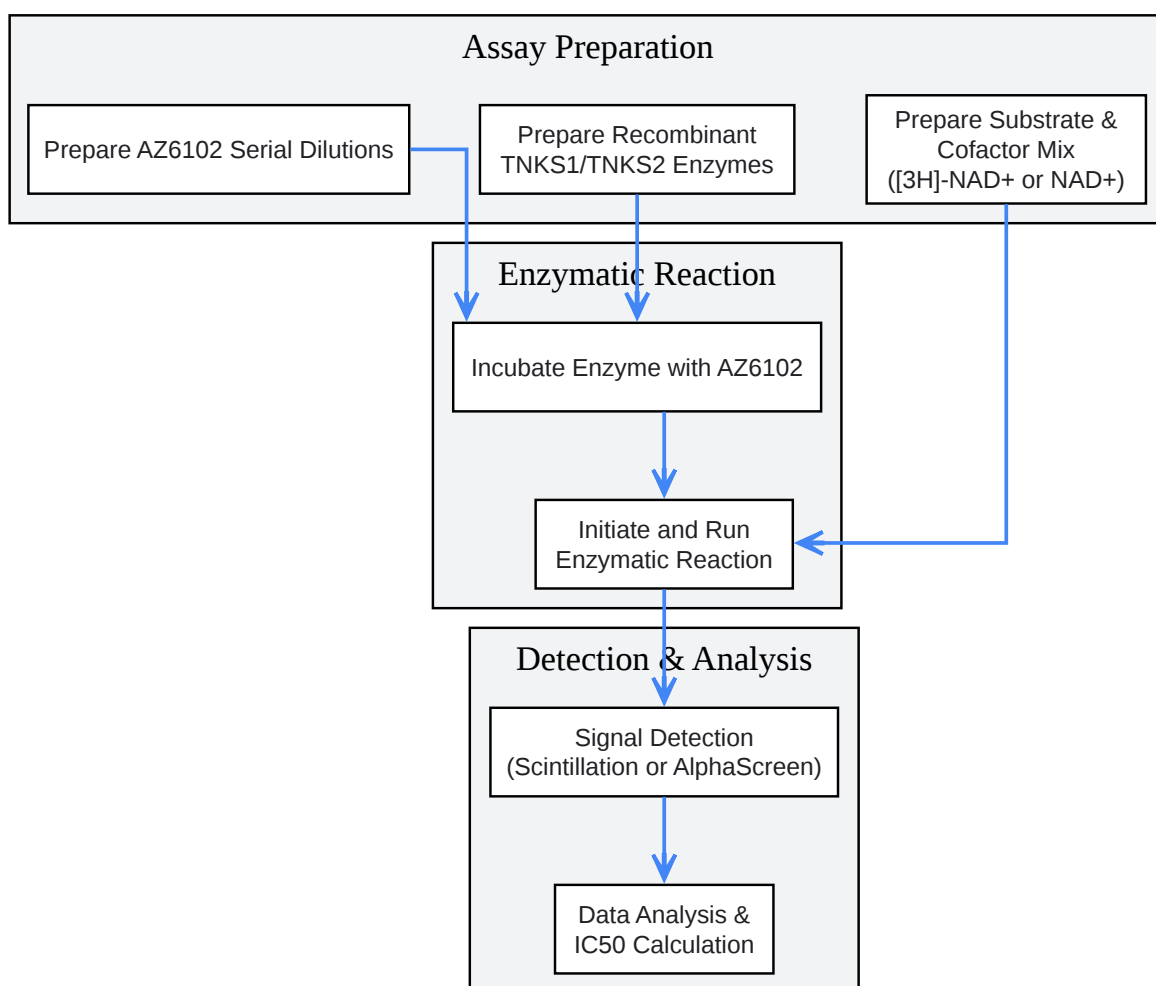 Assay Preparation
Prepare AZ6102 Serial Dilutions
Prepare Recombinant
TNKS1/TNKS2 Enzymes
Prepare Substrate &
Cofactor Mix
([3H]-NAD+ or NAD+)
Enzymatic Reaction
Incubate Enzyme with AZ6102
Initiate and Run
Enzymatic Reaction
Detection & Analysis
Signal Detection
(Scintillation or AlphaScreen)
Data Analysis &
IC50 Calculation